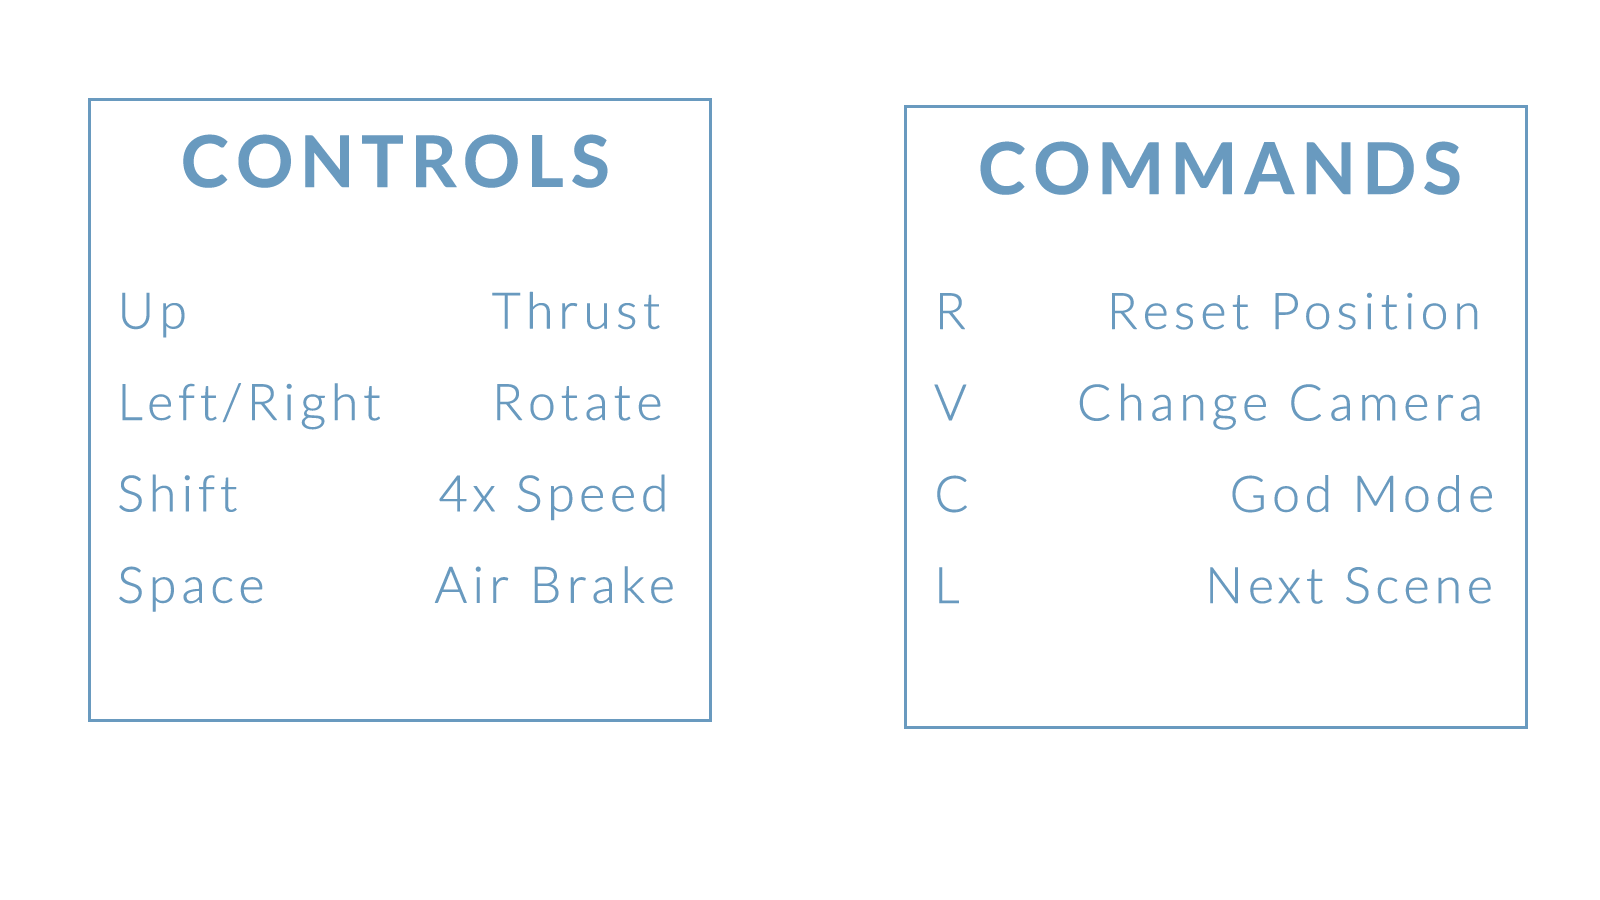 CONTROLS
Up Thrust
Left/Right Rotate
Shift 4x Speed
Space Air Brake
COMMANDS
R Reset Position
V Change Camera
C God Mode
L Next Scene